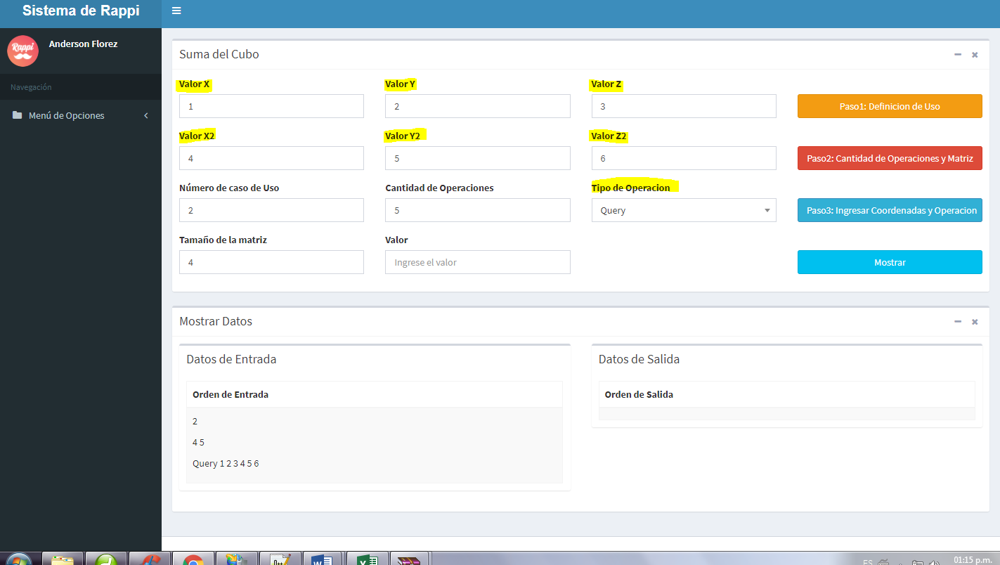 Sistema de Rappi
Rappi
Anderson Florez
Navegación
Menú de Opciones
Suma del Cubo
Valor X Valor Y Valor Z
1 2 3 Paso1: Definicion de Uso
Valor X2 Valor Y2 Valor Z2
4 5 6 Paso2: Cantidad de Operaciones y Matriz
Número de caso de Uso Cantidad de Operaciones Tipo de Operacion
2 5 Query Paso3: Ingresar Coordenadas y Operacion
Tamaño de la matriz Valor
4 Ingrese el valor Mostrar
Mostrar Datos
Datos de Entrada
Orden de Entrada
2
4 5
Query 1 2 3 4 5 6
Datos de Salida
Orden de Salida
ES 01:15 p.m.